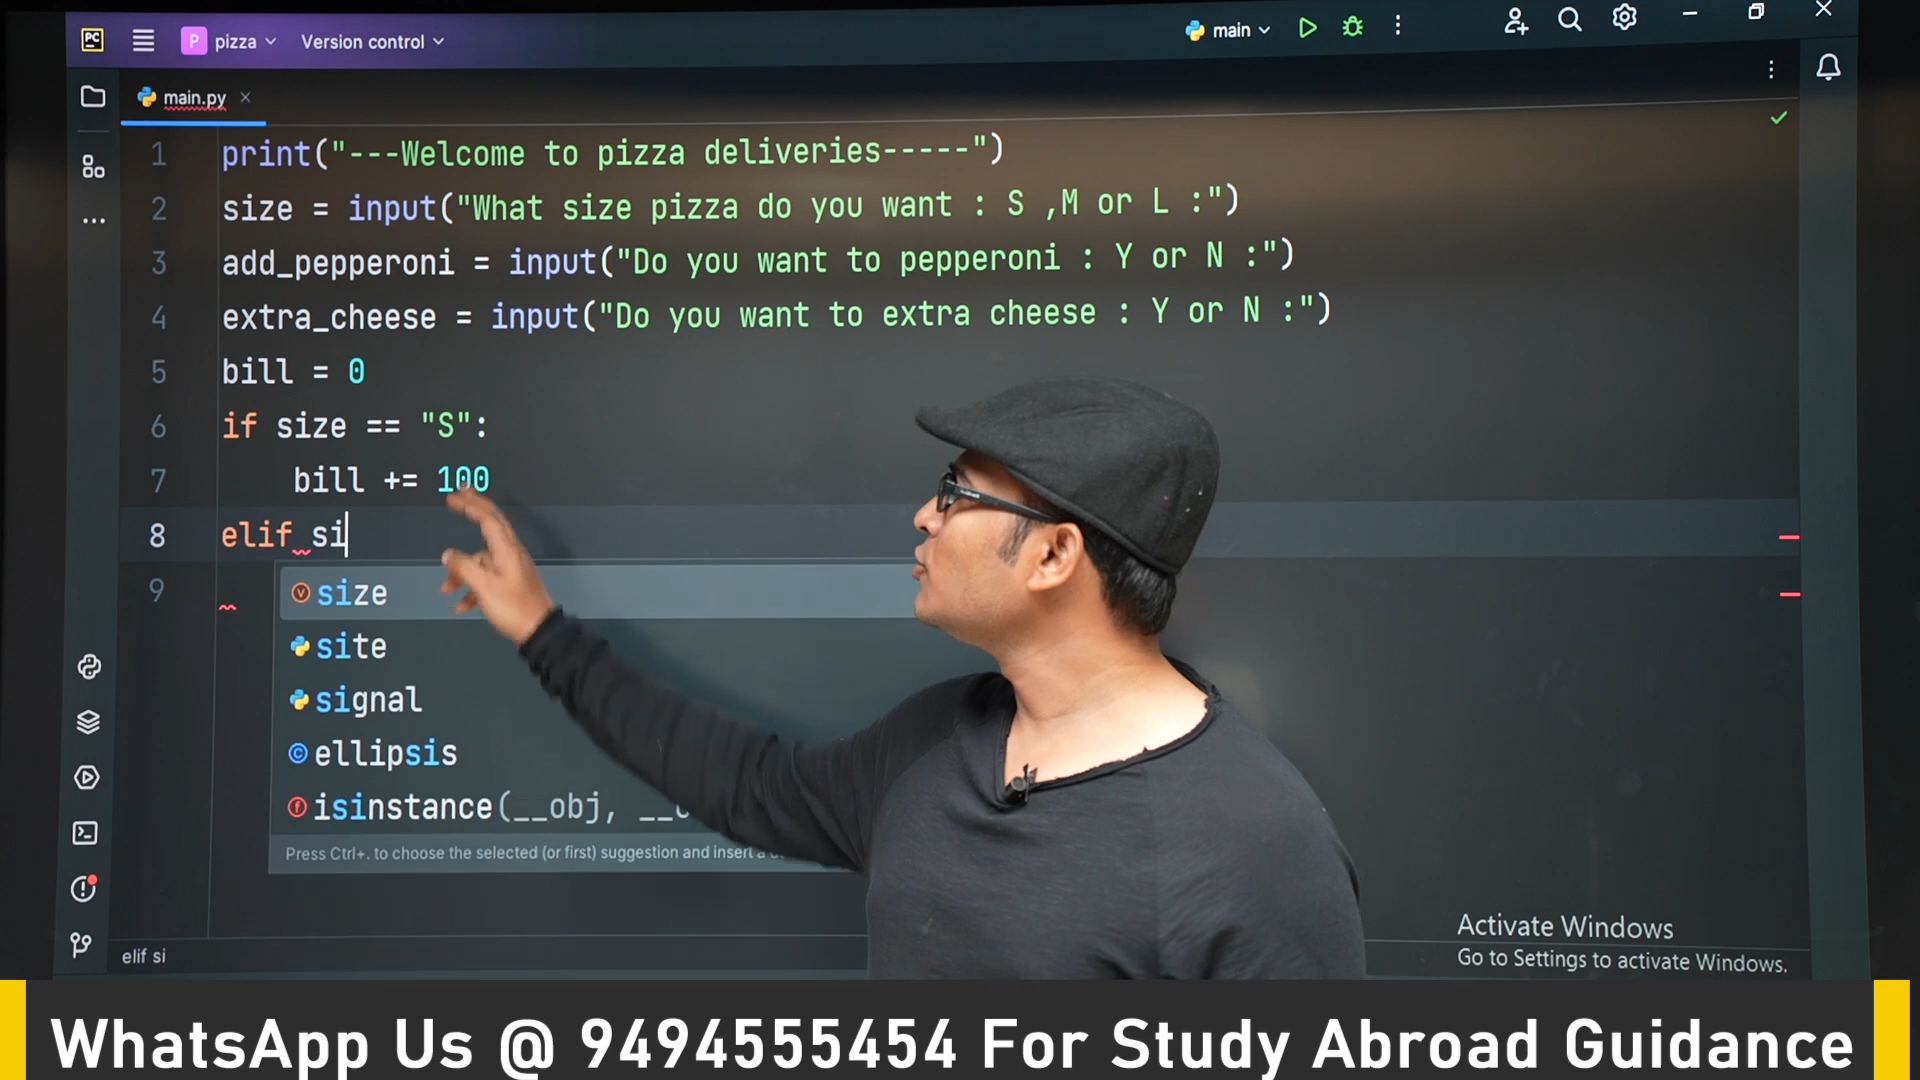 PC P pizza Version control main
main.py
1 print("---Welcome to pizza deliveries-----")
2 size = input("What size pizza do you want : S ,M or L :")
3 add_pepperoni = input("Do you want to pepperoni : Y or N :")
4 extra_cheese = input("Do you want to extra cheese : Y or N :")
5 bill = 0
6 if size == "S":
7 bill += 100
8 elif si
9
size
site
signal
ellipsis
isinstance(__obj,
Press Ctrl+. to choose the selected (or first) suggestion and insert a
elif si
Activate Windows
Go to Settings to activate Windows.
WhatsApp Us @ 9494555454 For Study Abroad Guidance